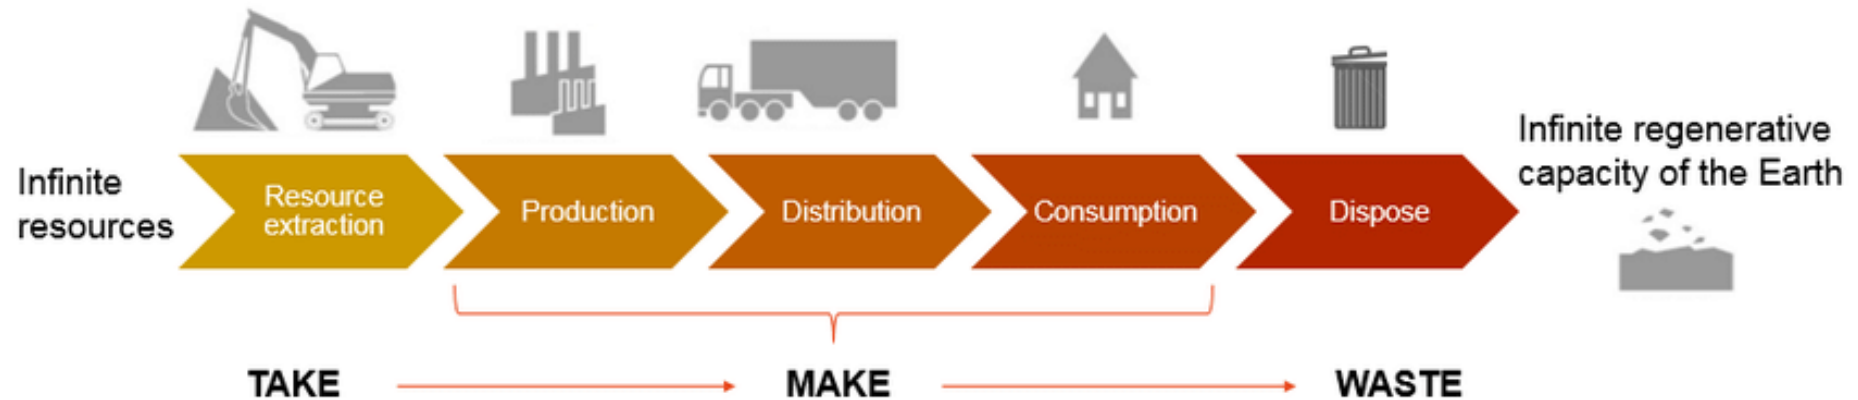 Infinite
resources
Resource
extraction
Production
Distribution
Consumption
Dispose
Infinite regenerative
capacity of the Earth
TAKE
MAKE
WASTE